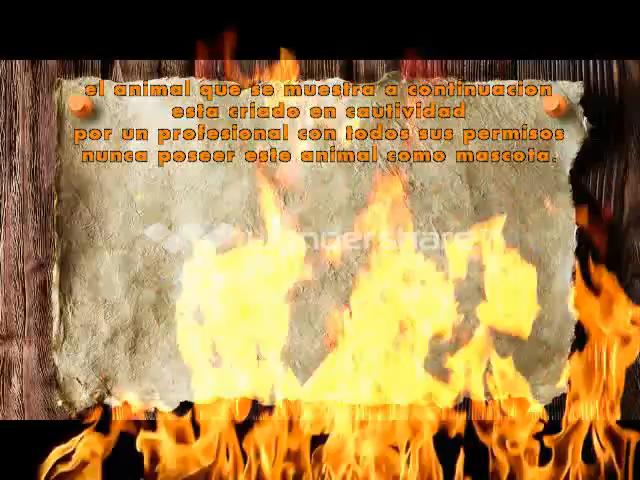 el animal que se muestra a continuacion
esta criado en cautividad
por un profesional con todos sus permisos
nunca poseer este animal como mascota.
Wondershare